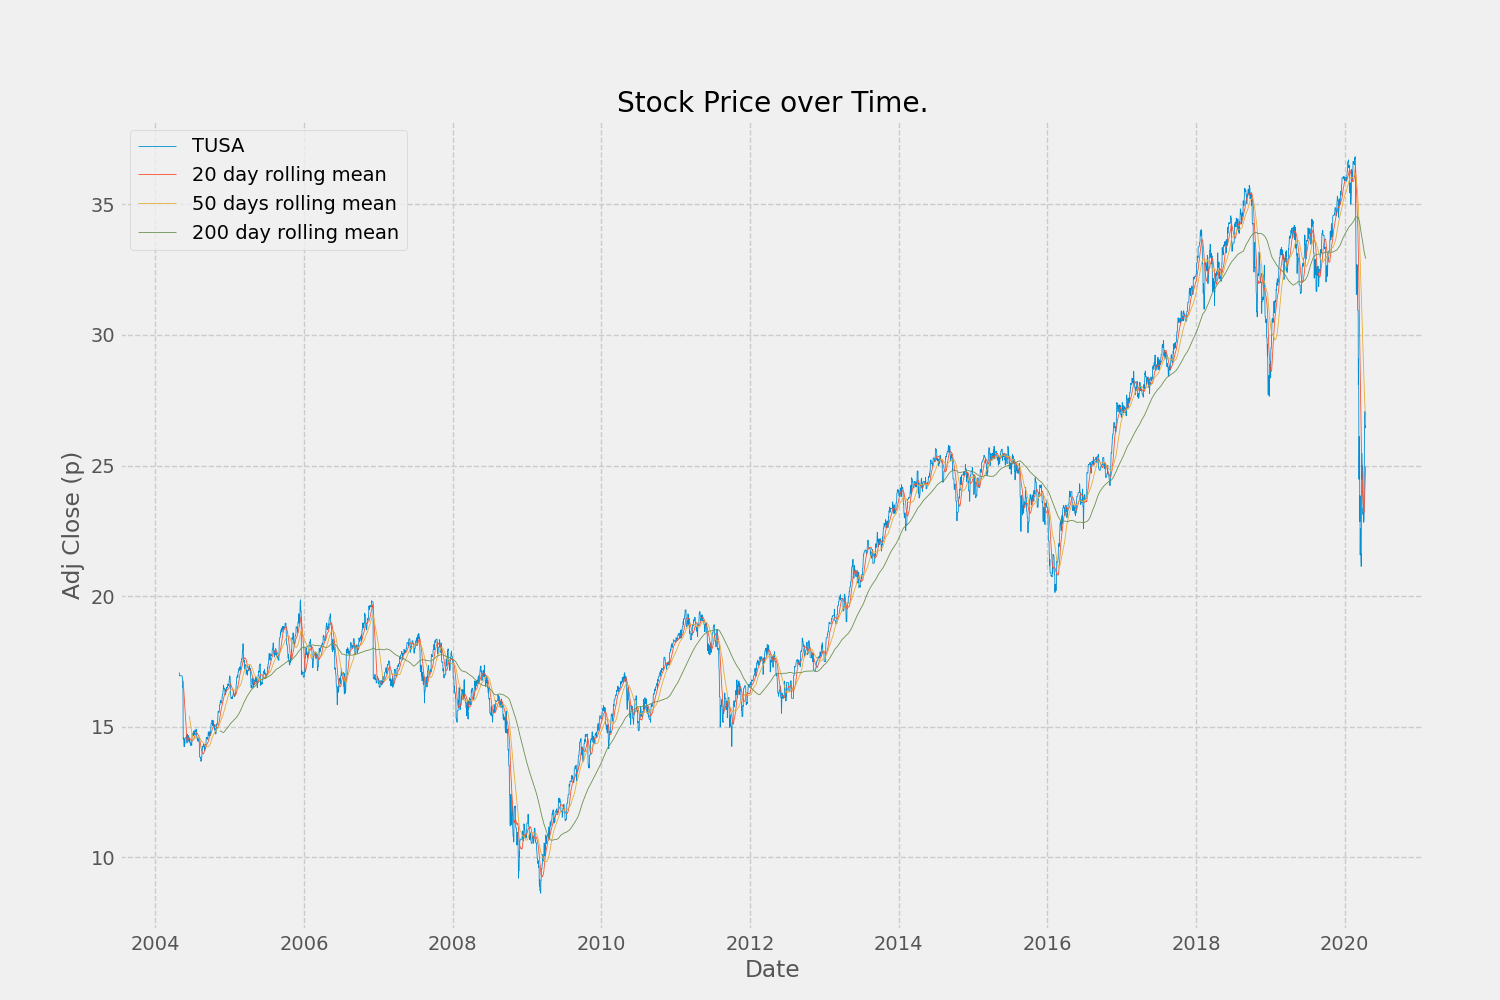 Stock Price over Time.
TUSA
20 day rolling mean
50 days rolling mean
200 day rolling mean
35
30
25
20
15
10
Adj Close (p)
2004 2006 2008 2010 2012 2014 2016 2018 2020
Date